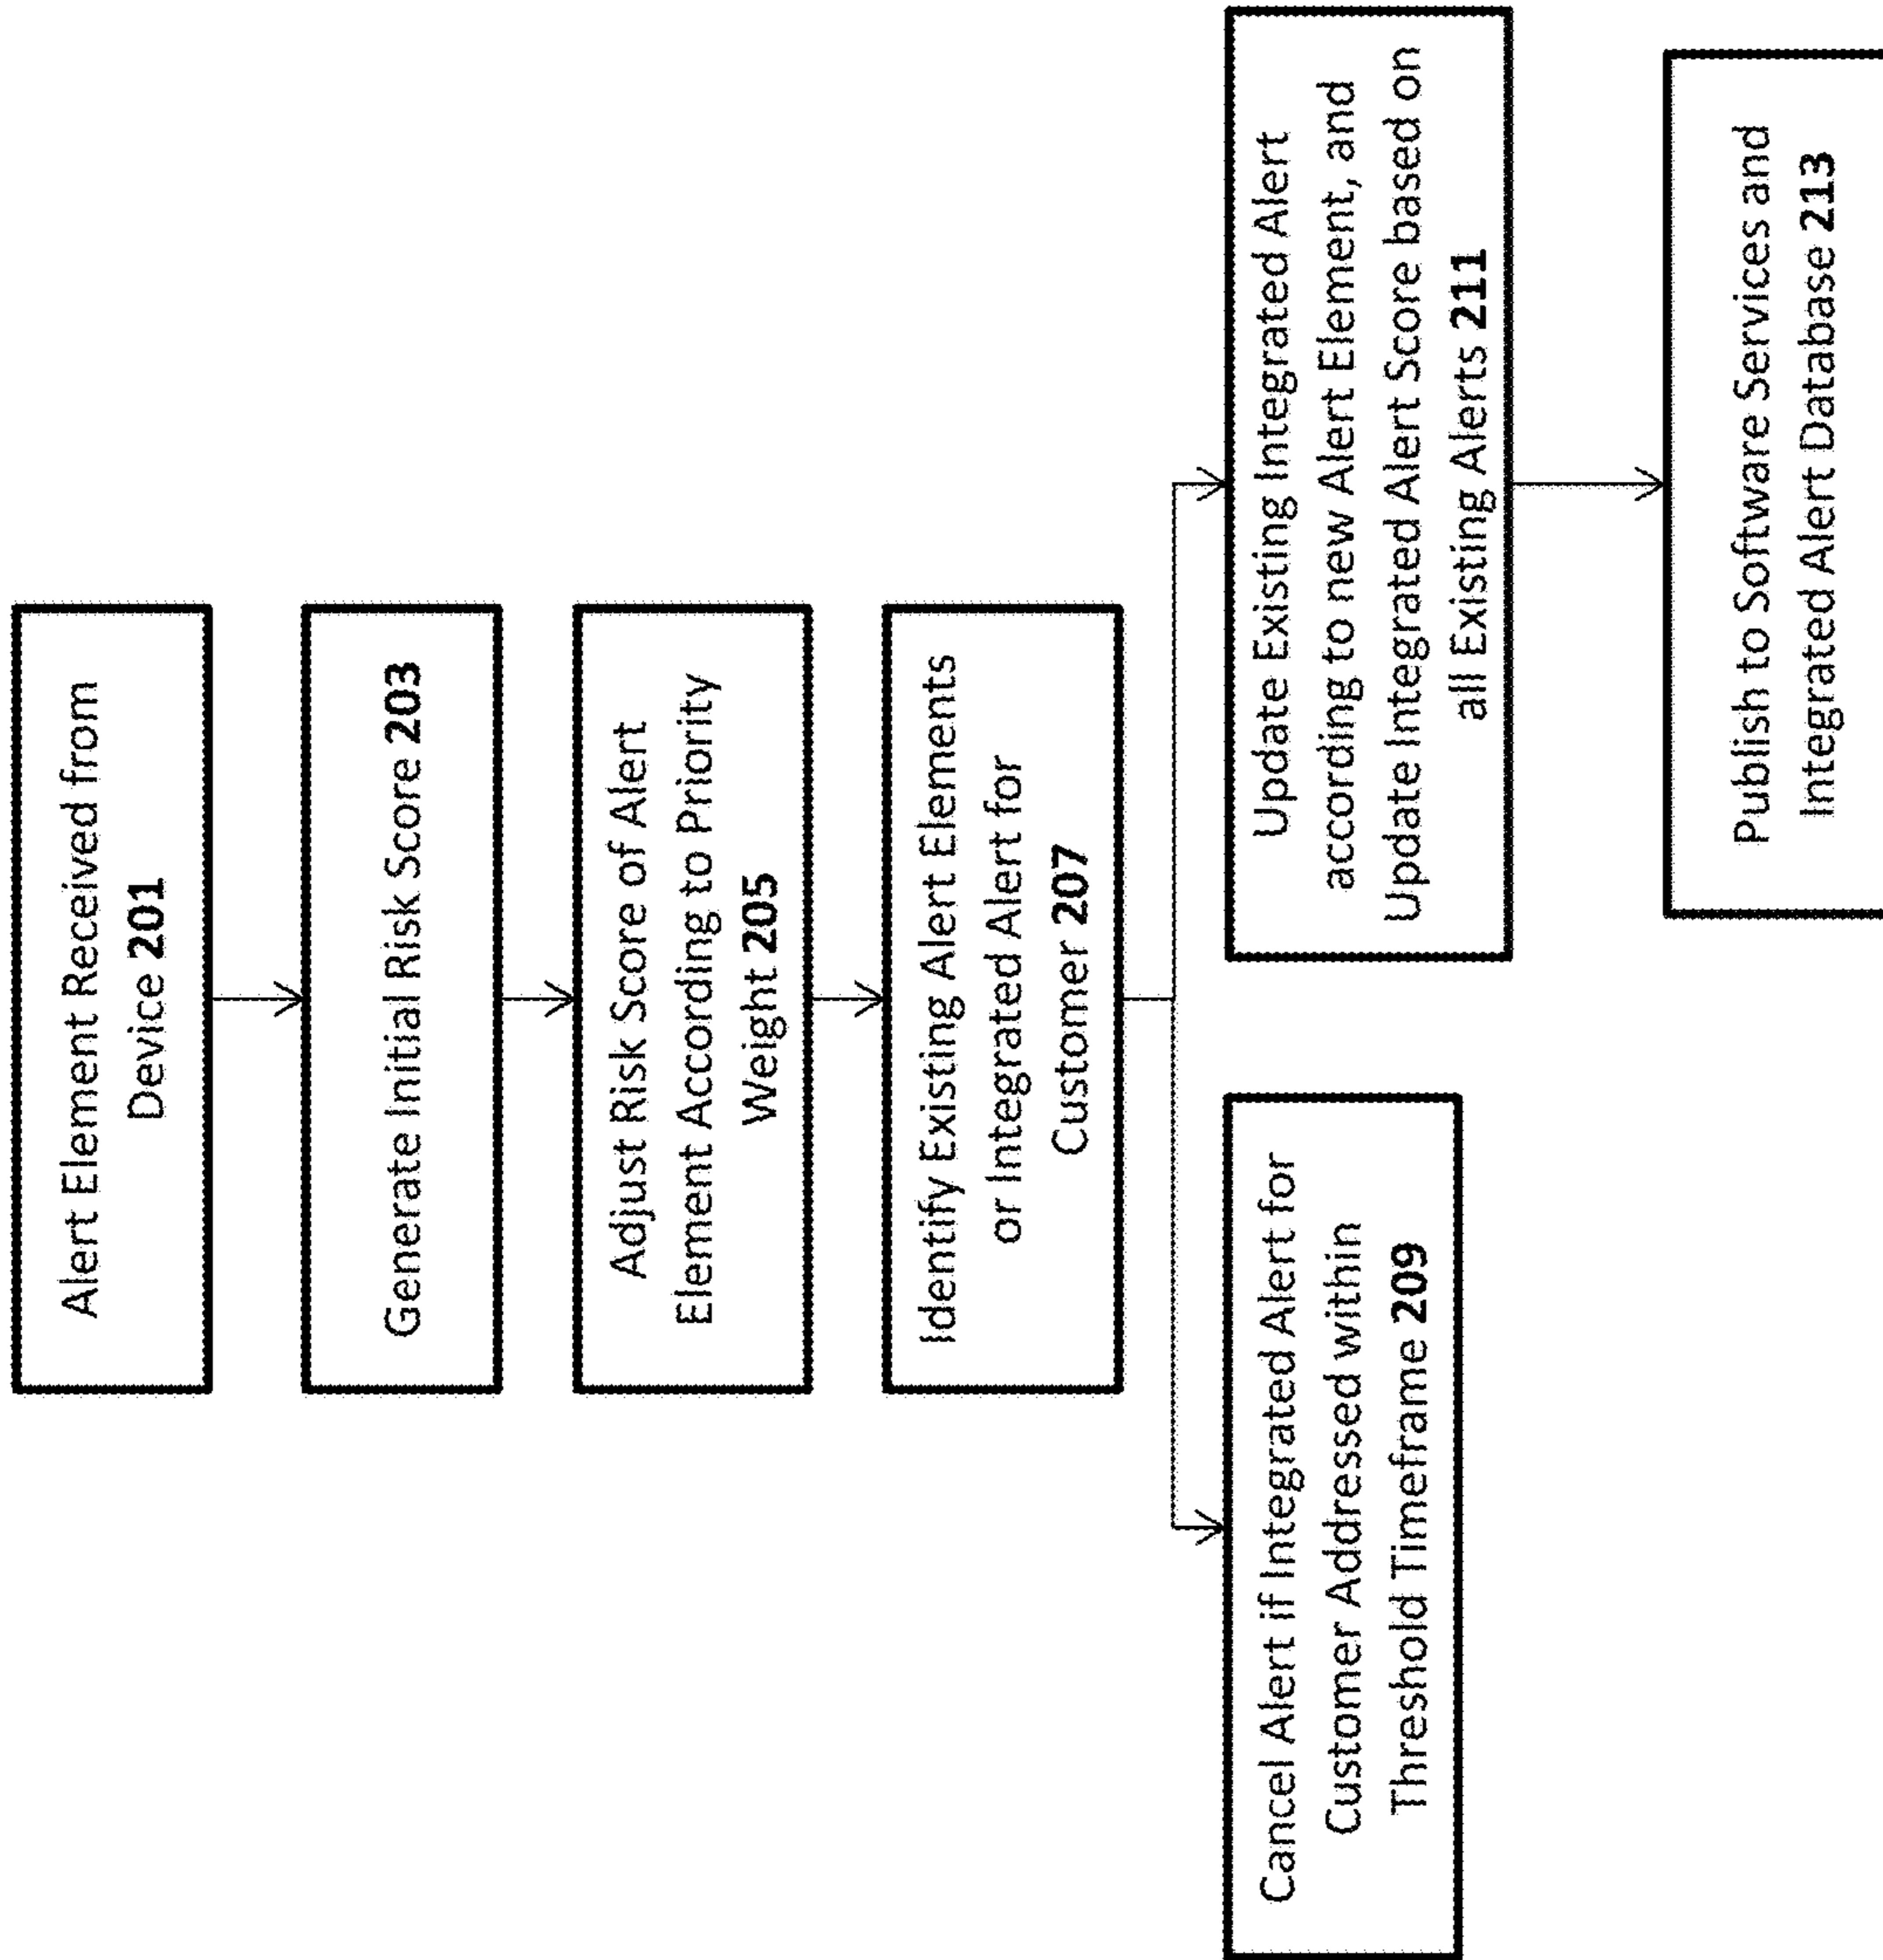 Alert Element Received from
Device 201
Generate Initial Risk Score 203
Adjust Risk Score of Alert
Element According to Priority
Weight 205
Identify Existing Alert Elements
or Integrated Alert for
Customer 207
Cancel Alert if Integrated Alert for
Customer Addressed within
Threshold Timeframe 209
Update Existing Integrated Alert
according to new Alert Element, and
Update Integrated Alert Score based on
all Existing Alerts 211
Publish to Software Services and
Integrated Alert Database 213